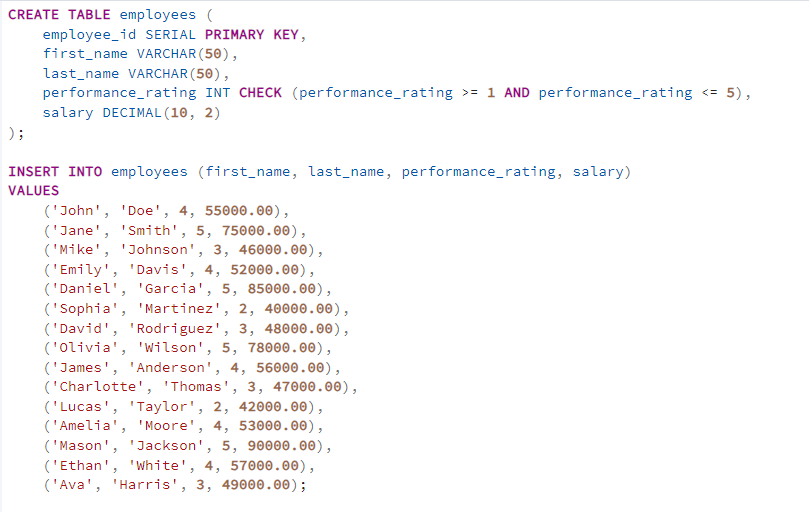 CREATE TABLE employees (
    employee_id SERIAL PRIMARY KEY,
    first_name VARCHAR(50),
    last_name VARCHAR(50),
    performance_rating INT CHECK (performance_rating >= 1 AND performance_rating <= 5),
    salary DECIMAL(10, 2)
);

INSERT INTO employees (first_name, last_name, performance_rating, salary)
VALUES
    ('John', 'Doe', 4, 55000.00),
    ('Jane', 'Smith', 5, 75000.00),
    ('Mike', 'Johnson', 3, 46000.00),
    ('Emily', 'Davis', 4, 52000.00),
    ('Daniel', 'Garcia', 5, 85000.00),
    ('Sophia', 'Martinez', 2, 40000.00),
    ('David', 'Rodriguez', 3, 48000.00),
    ('Olivia', 'Wilson', 5, 78000.00),
    ('James', 'Anderson', 4, 56000.00),
    ('Charlotte', 'Thomas', 3, 47000.00),
    ('Lucas', 'Taylor', 2, 42000.00),
    ('Amelia', 'Moore', 4, 53000.00),
    ('Mason', 'Jackson', 5, 90000.00),
    ('Ethan', 'White', 4, 57000.00),
    ('Ava', 'Harris', 3, 49000.00);